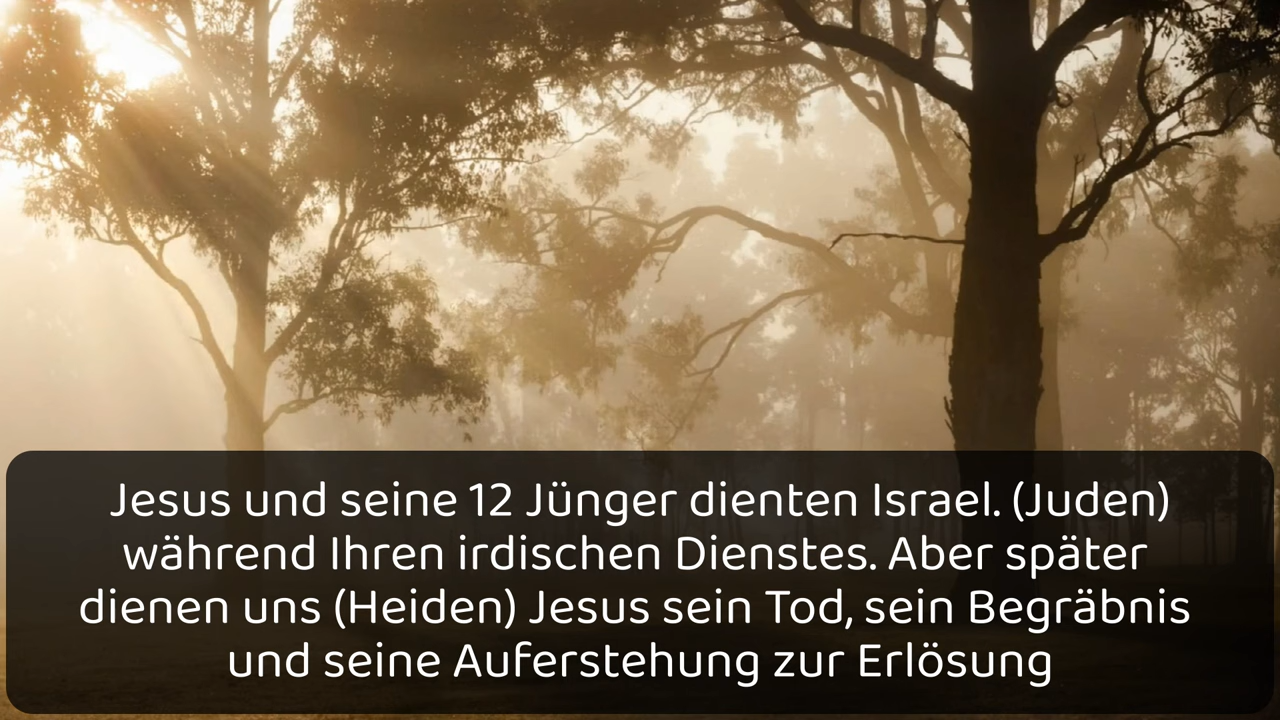 Jesus und seine 12 Jünger dienten Israel. (Juden)
während Ihren irdischen Dienstes. Aber später
dienen uns (Heiden) Jesus sein Tod, sein Begräbnis
und seine Auferstehung zur Erlösung